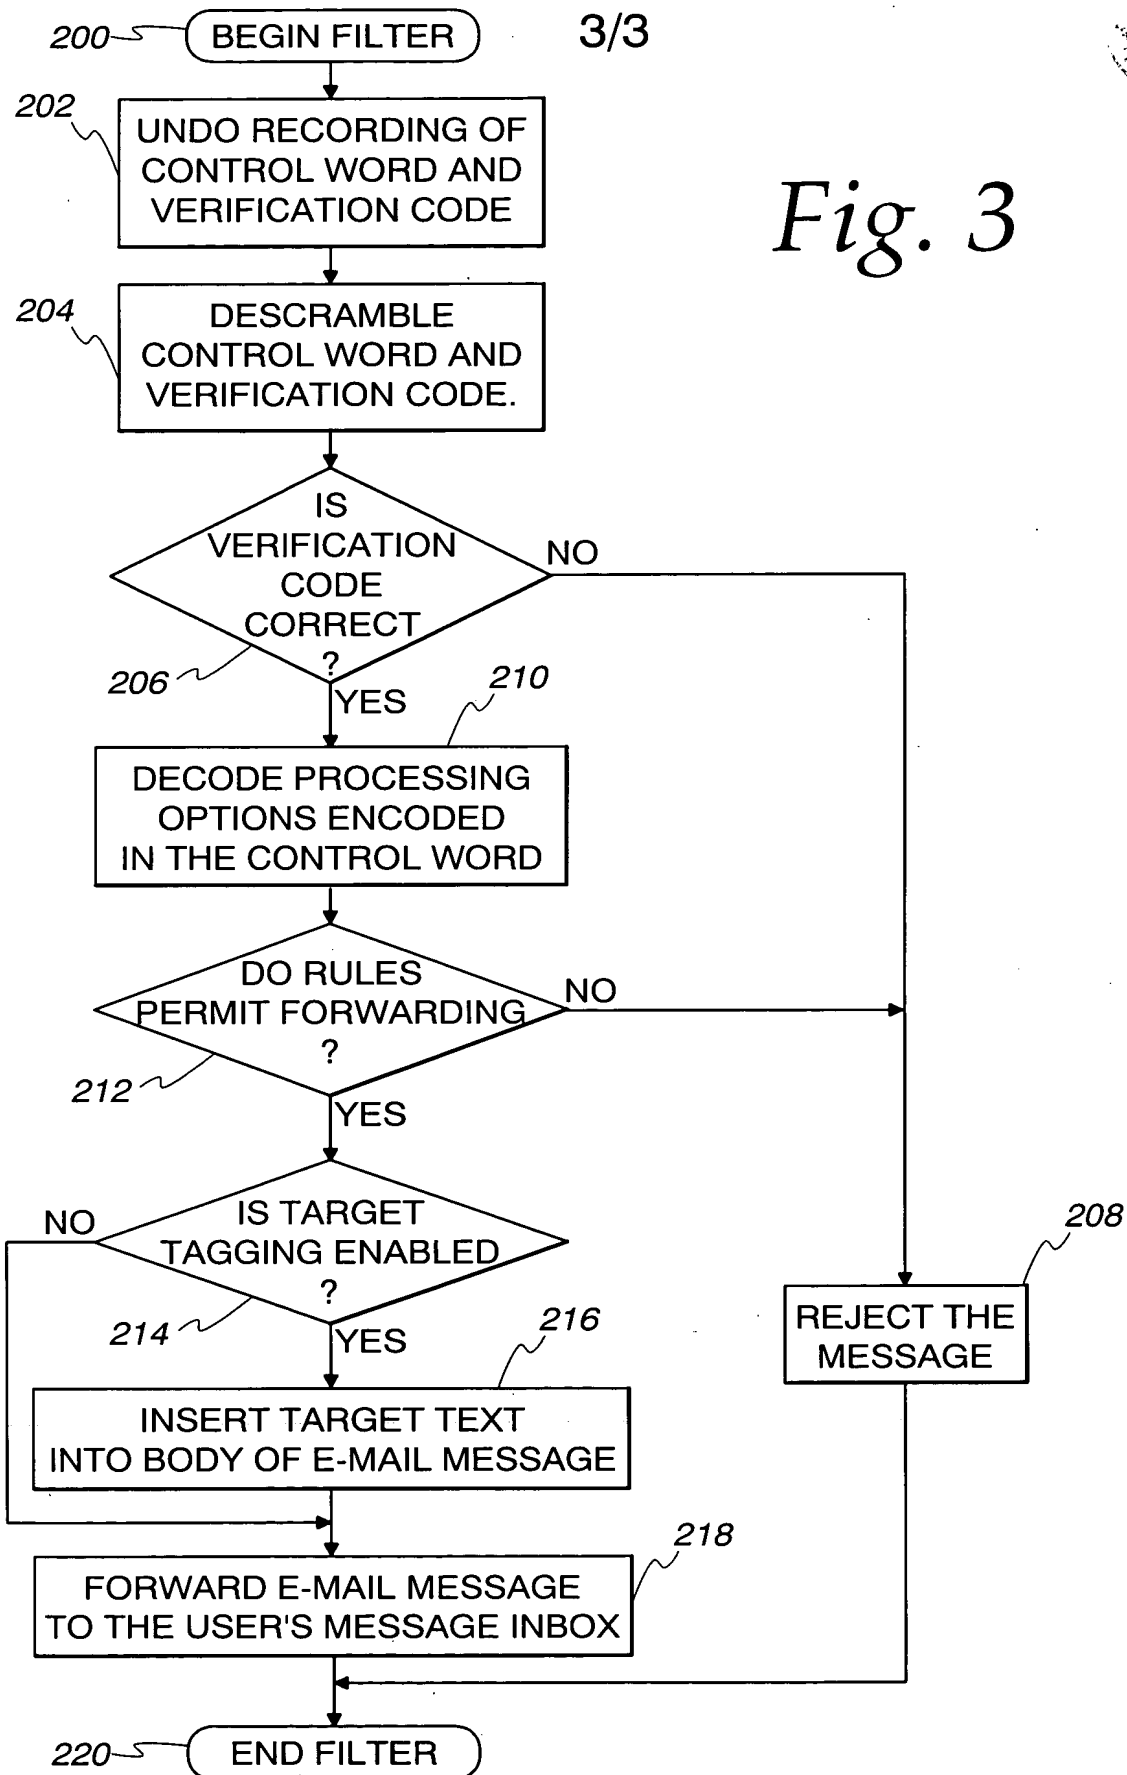 200 BEGIN FILTER
3/3
Fig. 3
202
UNDO RECORDING OF
CONTROL WORD AND
VERIFICATION CODE
204
DESCRAMBLE
CONTROL WORD AND
VERIFICATION CODE.
IS
VERIFICATION
CODE
CORRECT
?
206
NO
YES
210
DECODE PROCESSING
OPTIONS ENCODED
IN THE CONTROL WORD
DO RULES
PERMIT FORWARDING
?
212
NO
YES
IS TARGET
TAGGING ENABLED
?
214
NO
YES
208
REJECT THE
MESSAGE
216
INSERT TARGET TEXT
INTO BODY OF E-MAIL MESSAGE
218
FORWARD E-MAIL MESSAGE
TO THE USER'S MESSAGE INBOX
220 END FILTER